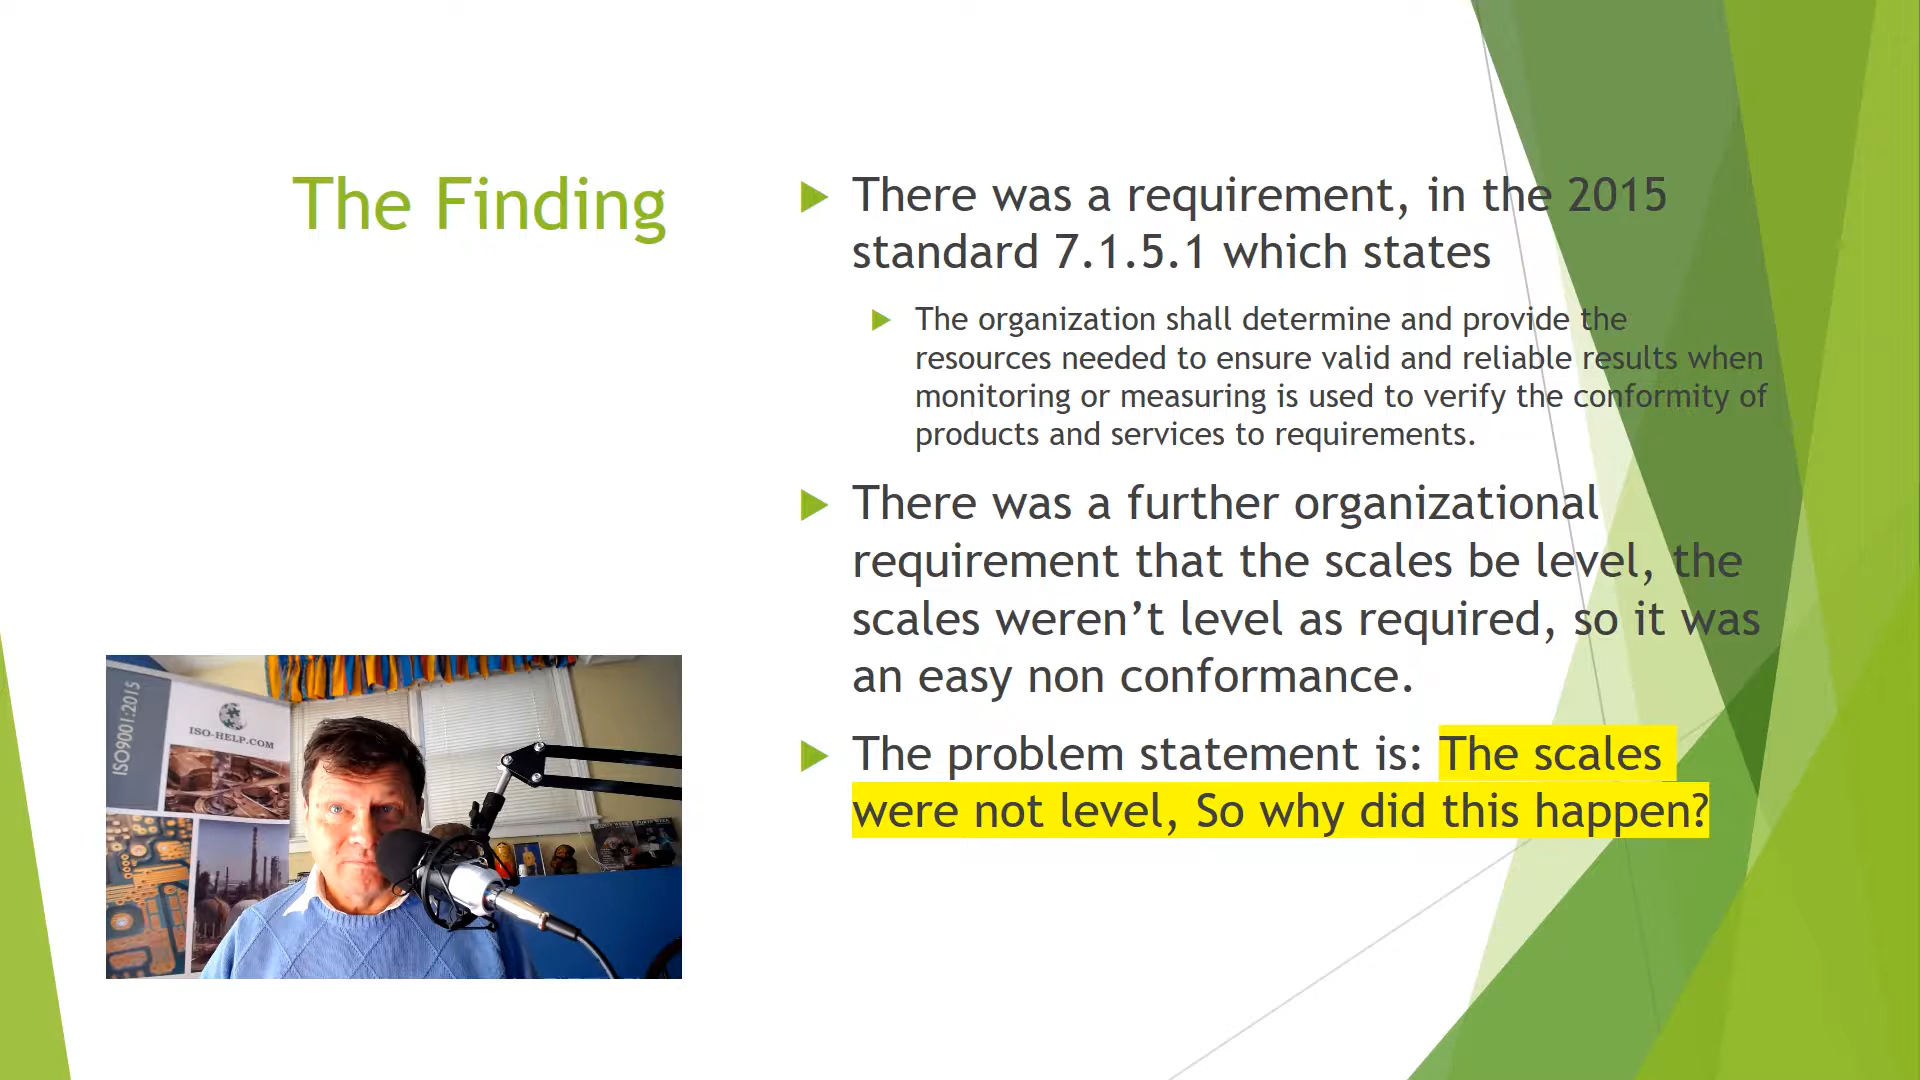 The Finding
There was a requirement, in the 2015
standard 7.1.5.1 which states
The organization shall determine and provide the
resources needed to ensure valid and reliable results when
monitoring or measuring is used to verify the conformity of
products and services to requirements.
There was a further organizational
requirement that the scales be level, the
scales weren’t level as required, so it was
an easy non conformance.
The problem statement is: The scales
were not level, So why did this happen?
ISO9001:2015
ISO-HELP.COM